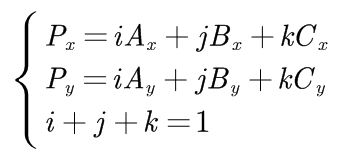 P_x = iA_x + jB_x + kC_x
P_y = iA_y + jB_y + kC_y
i + j + k = 1